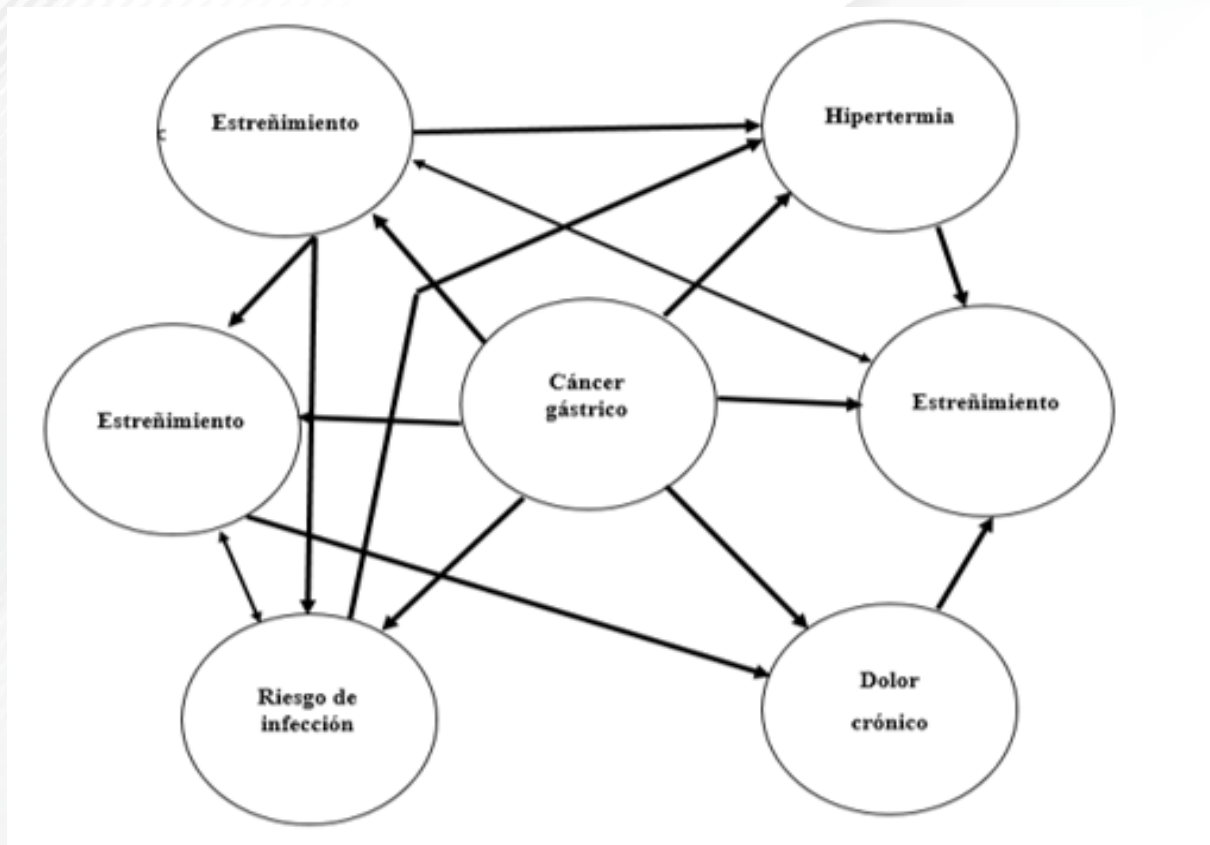 Estreñimiento
Hipertermia
Estreñimiento
Cáncer
gástrico
Estreñimiento
Riesgo de
infección
Dolor
crónico